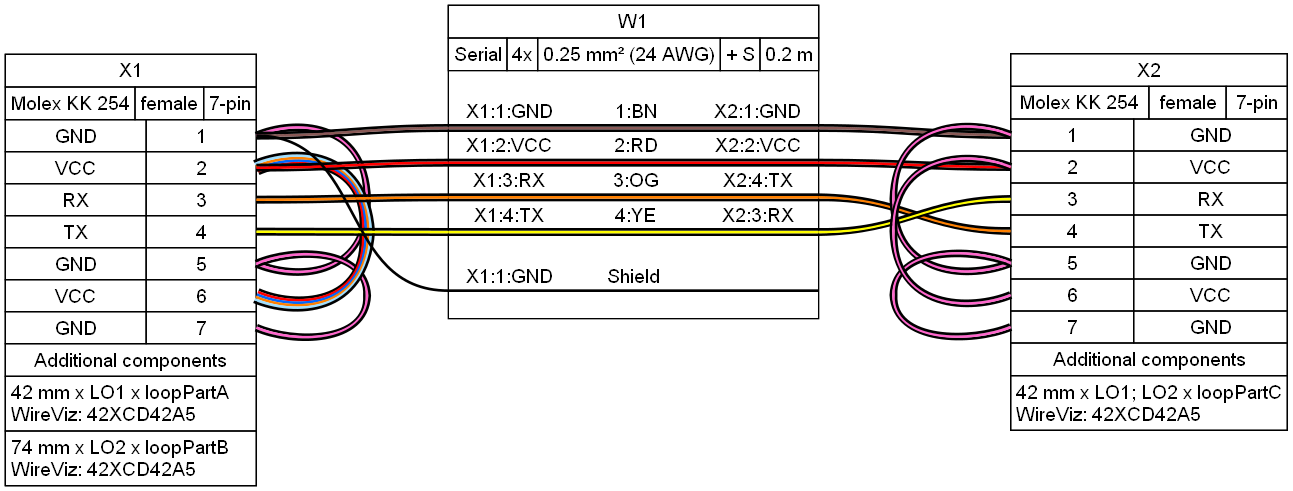 W1
Serial 4x 0.25 mm² (24 AWG) + S 0.2 m
X1:1:GND 1:BN X2:1:GND
X1:2:VCC 2:RD X2:2:VCC
X1:3:RX 3:OG X2:4:TX
X1:4:TX 4:YE X2:3:RX
X1:1:GND Shield
X1
Molex KK 254 female 7-pin
GND 1
VCC 2
RX 3
TX 4
GND 5
VCC 6
GND 7
Additional components
42 mm x LO1 x loopPartA
WireViz: 42XCD42A5
74 mm x LO2 x loopPartB
WireViz: 42XCD42A5
X2
Molex KK 254 female 7-pin
1 GND
2 VCC
3 RX
4 TX
5 GND
6 VCC
7 GND
Additional components
42 mm x LO1; LO2 x loopPartC
WireViz: 42XCD42A5